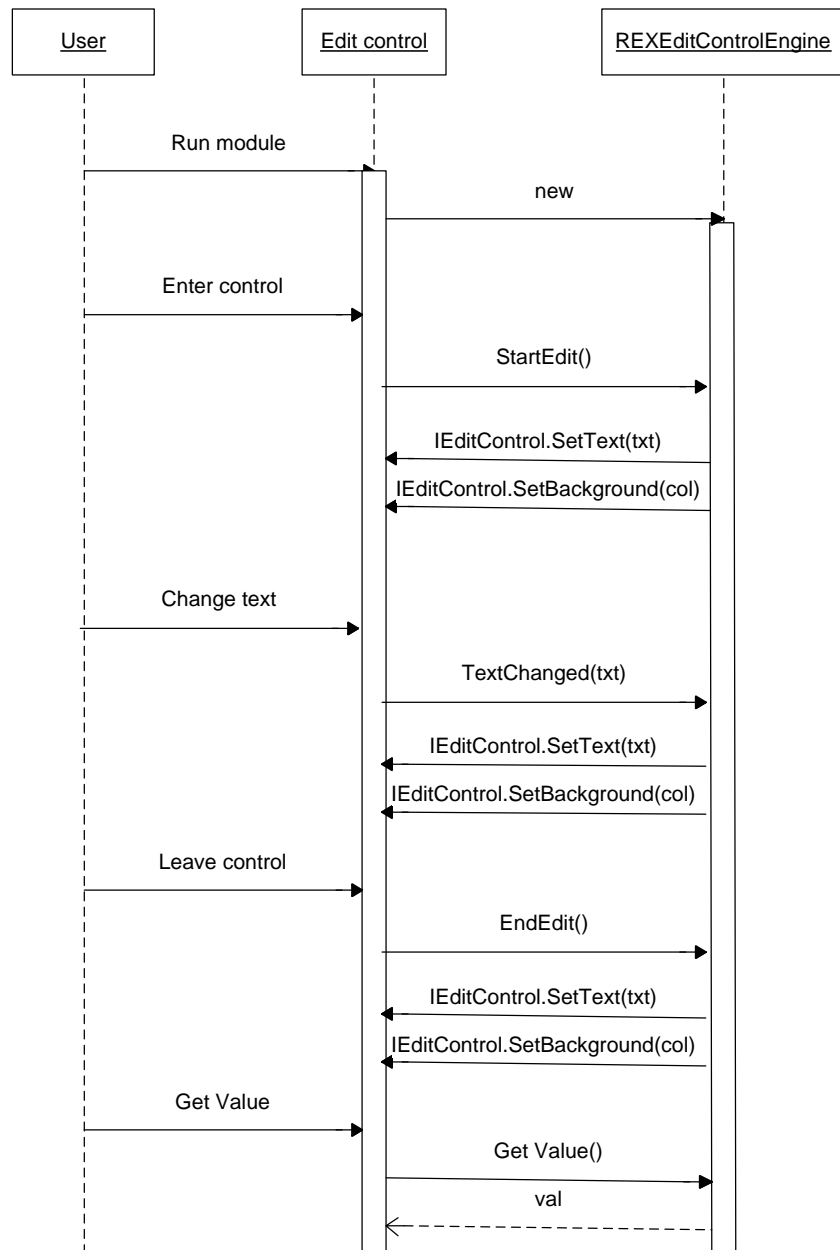 User
Edit control
REXEditControlEngine
Run module
new
Enter control
StartEdit()
IEditControl.SetText(txt)
IEditControl.SetBackground(col)
Change text
TextChanged(txt)
IEditControl.SetText(txt)
IEditControl.SetBackground(col)
Leave control
EndEdit()
IEditControl.SetText(txt)
IEditControl.SetBackground(col)
Get Value
Get Value()
val